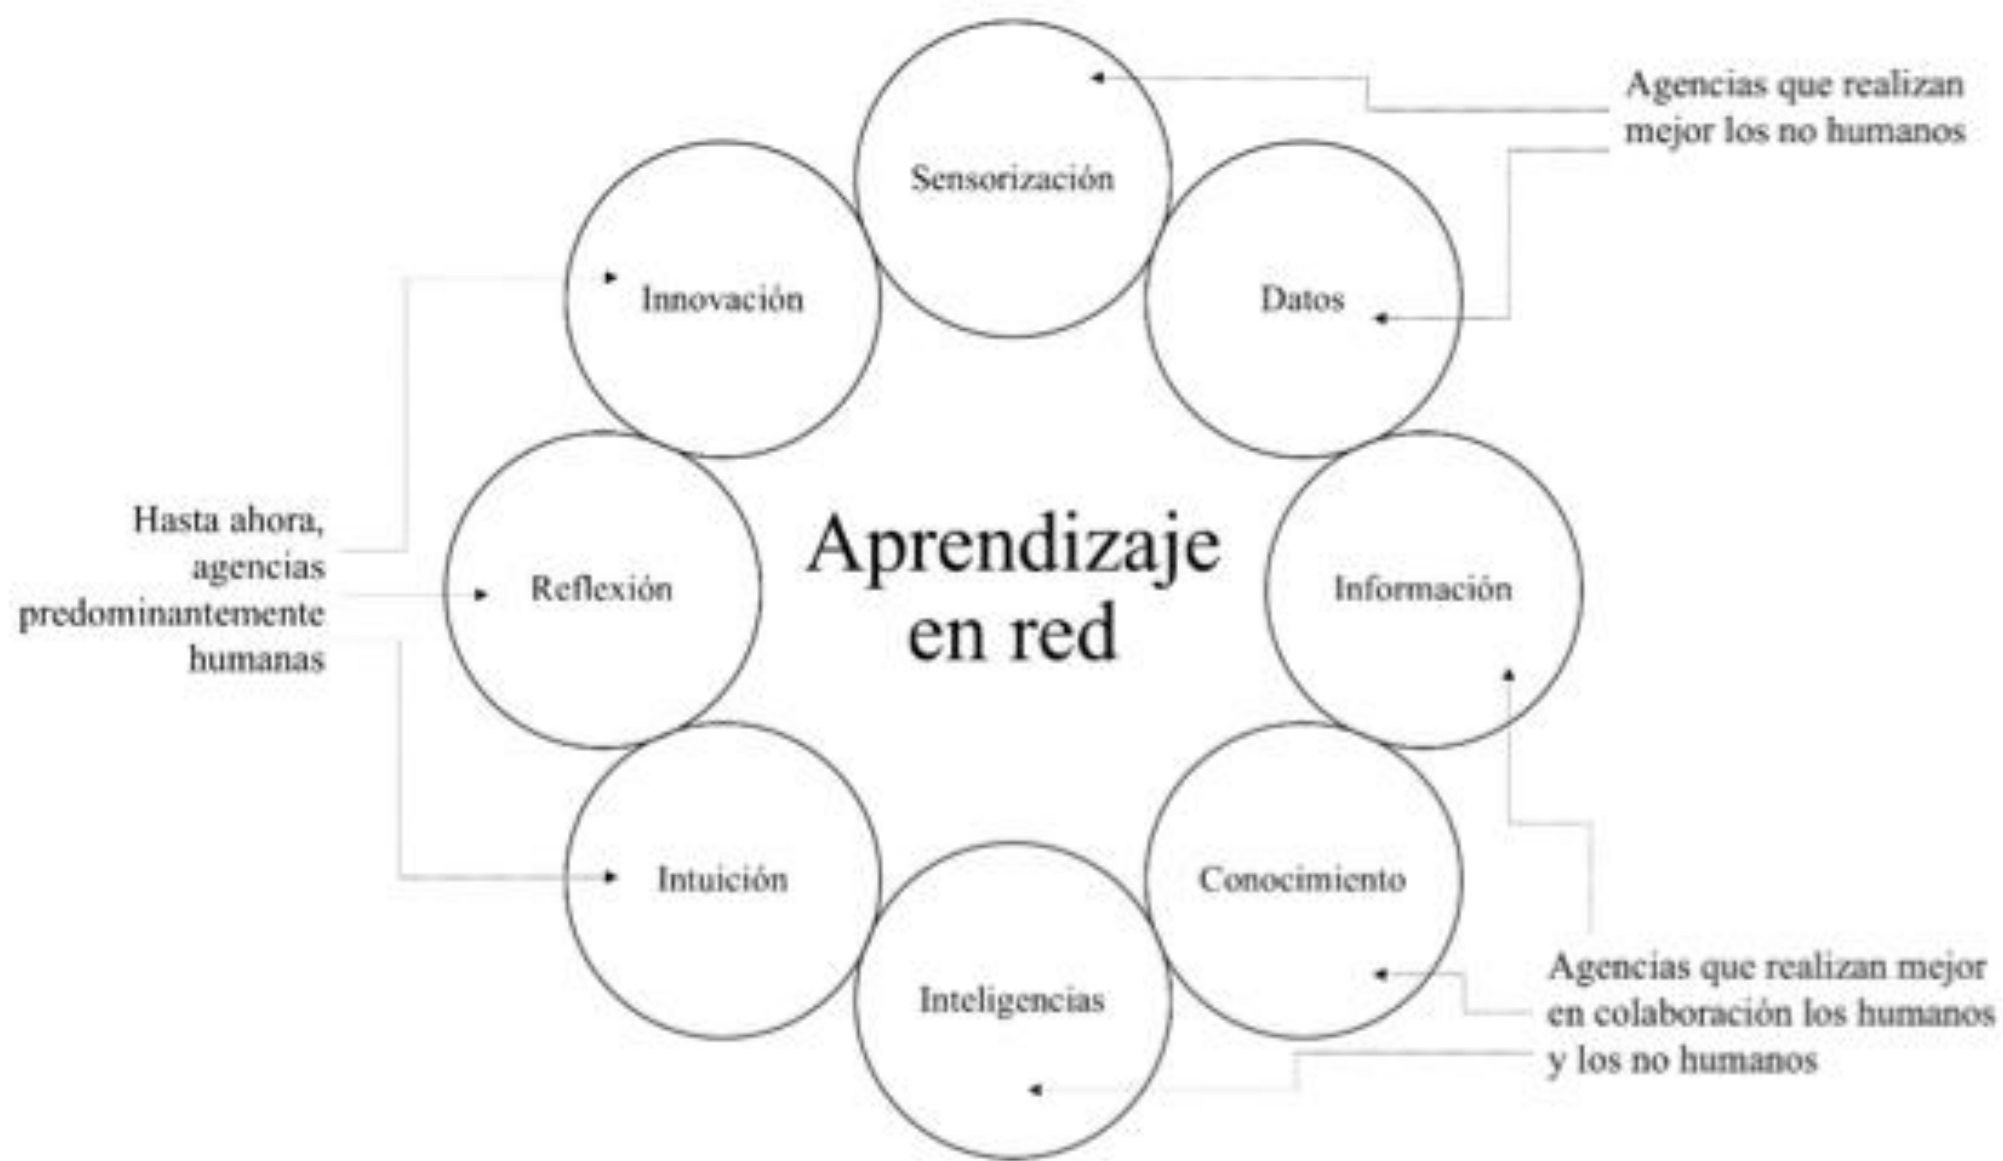 Sensorización
Agencias que realizan
mejor los no humanos
Innovación
Datos
Hasta ahora,
agencias
predominantemente
humanas
Reflexión
Aprendizaje
en red
Información
Intuición
Conocimiento
Inteligencias
Agencias que realizan mejor
en colaboración los humanos
y los no humanos